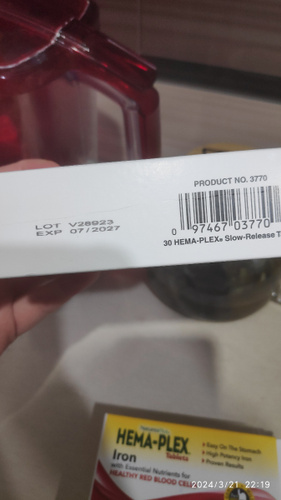 PRODUCT NO. 3770
LOT V28923
EXP 07/2027
0 97467 03770
30 HEMA-PLEX® Slow-Release T
HEMA-PLEX
Tablets
Iron
with Essential Nutrients for
HEALTHY RED BLOOD CELL
Easy On The Stomach
High Potency Iron
Proven Results
2024/3/21 22:19